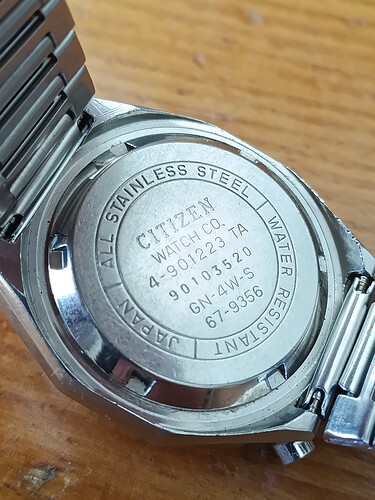 ALL STAINLESS STEEL
WATER RESISTANT
JAPAN
CITIZEN
WATCH CO.
4-901223 TA
90103520
GN-4W-S
67-9356